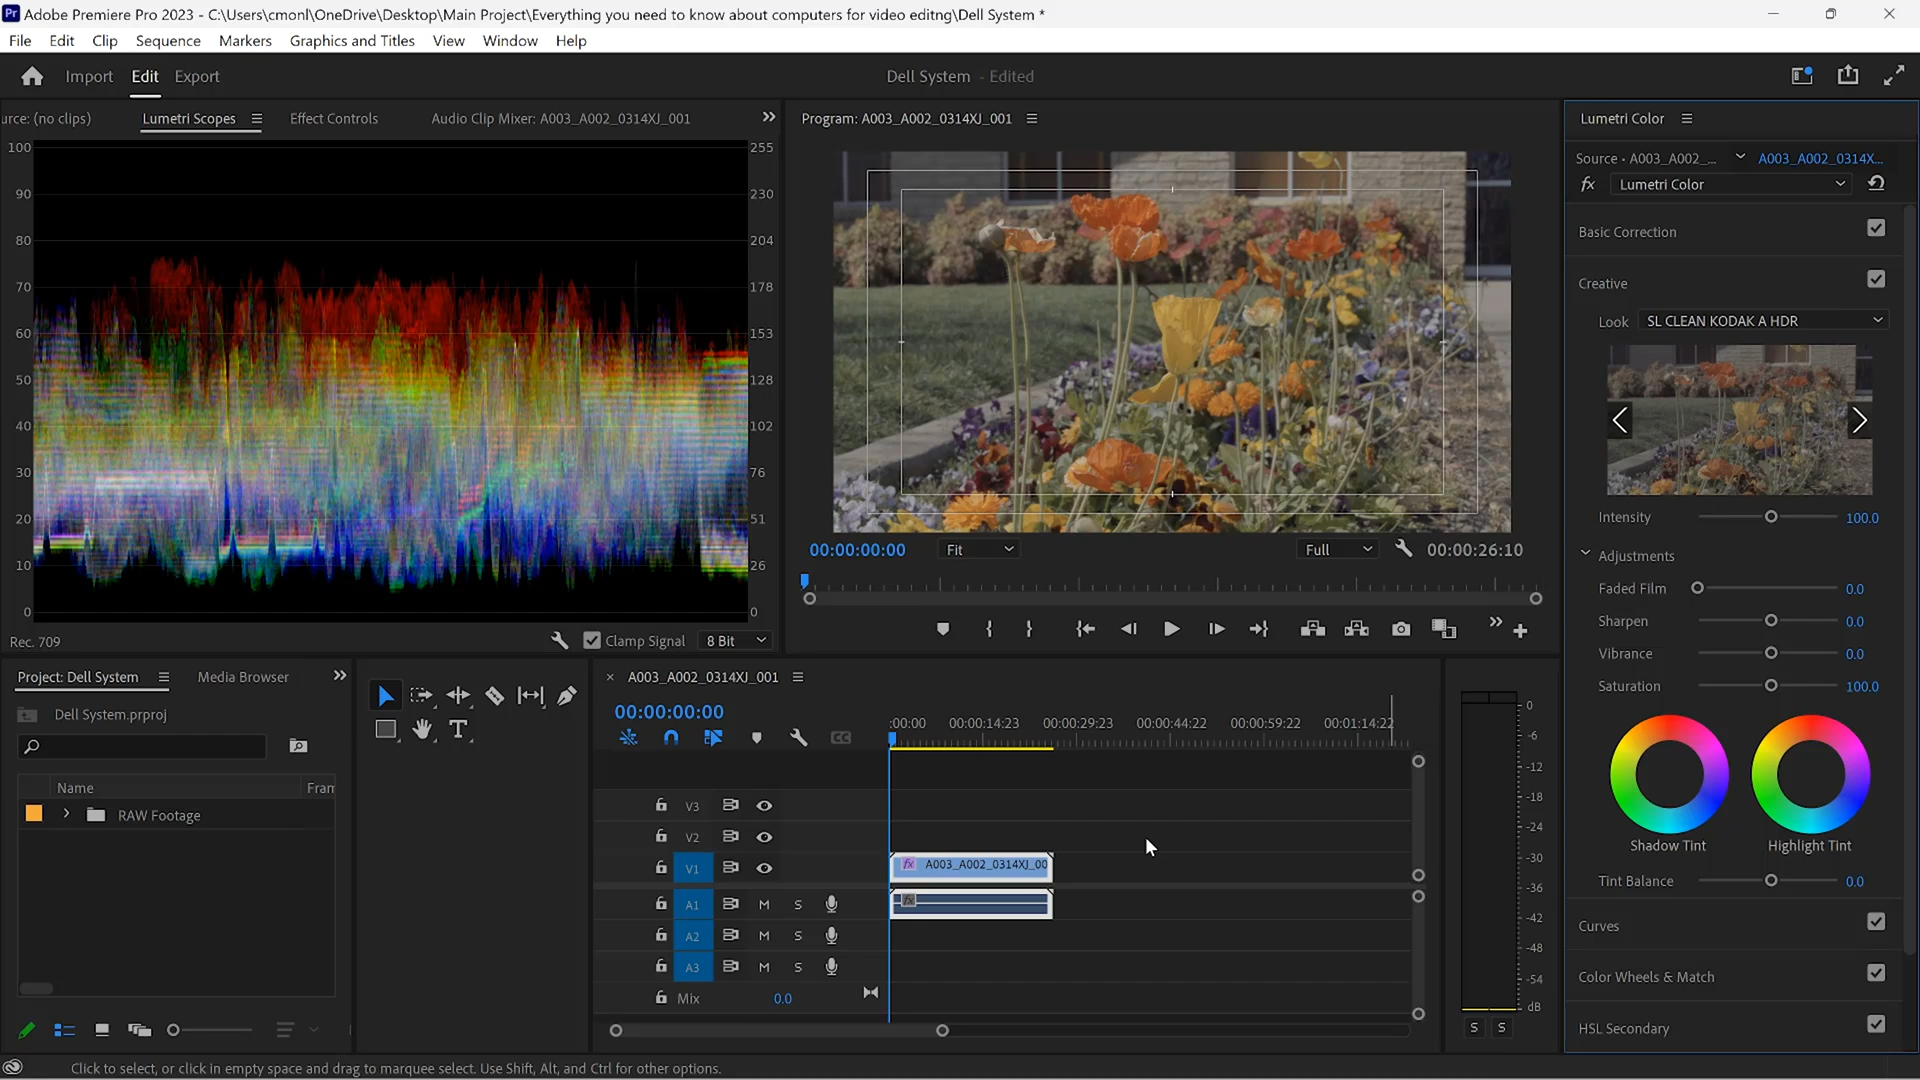 Pr Adobe Premiere Pro 2023 - C:\Users\cmonl\OneDrive\Desktop\Main Project\Everything you need to know about computers for video editng\Dell System *
File Edit Clip Sequence Markers Graphics and Titles View Window Help
Import Edit Export
Dell System - Edited
urce: (no clips) Lumetri Scopes Effect Controls Audio Clip Mixer: A003_A002_0314XJ_001
100 255
90 230
80 204
70 178
60 153
50 128
40 102
30 76
20 51
10 26
0 0
Rec. 709 Clamp Signal 8 Bit
Program: A003_A002_0314XJ_001
00:00:00:00 Fit Full 00:00:26:10
Lumetri Color
Source • A003_A002_... A003_A002_0314X...
fx Lumetri Color
Basic Correction
Creative
Look SL CLEAN KODAK A HDR
Intensity 100.0
Adjustments
Faded Film 0.0
Sharpen 0.0
Vibrance 0.0
Saturation 100.0
Shadow Tint Highlight Tint
Tint Balance 0.0
Curves
Color Wheels & Match
HSL Secondary
Project: Dell System Media Browser
Dell System.prproj
Name Fran
RAW Footage
T
A003_A002_0314XJ_001
00:00:00:00
:00:00 00:00:14:23 00:00:29:23 00:00:44:22 00:00:59:22 00:01:14:22
CC
V3
V2
V1 fx A003_A002_0314XJ_00
A1 M S fx
A2 M S
A3 M S
Mix 0.0
0
-6
-12
-18
-24
-30
-36
-42
-48
-54
dB
S S
Click to select, or click in empty space and drag to marquee select. Use Shift, Alt, and Ctrl for other options.